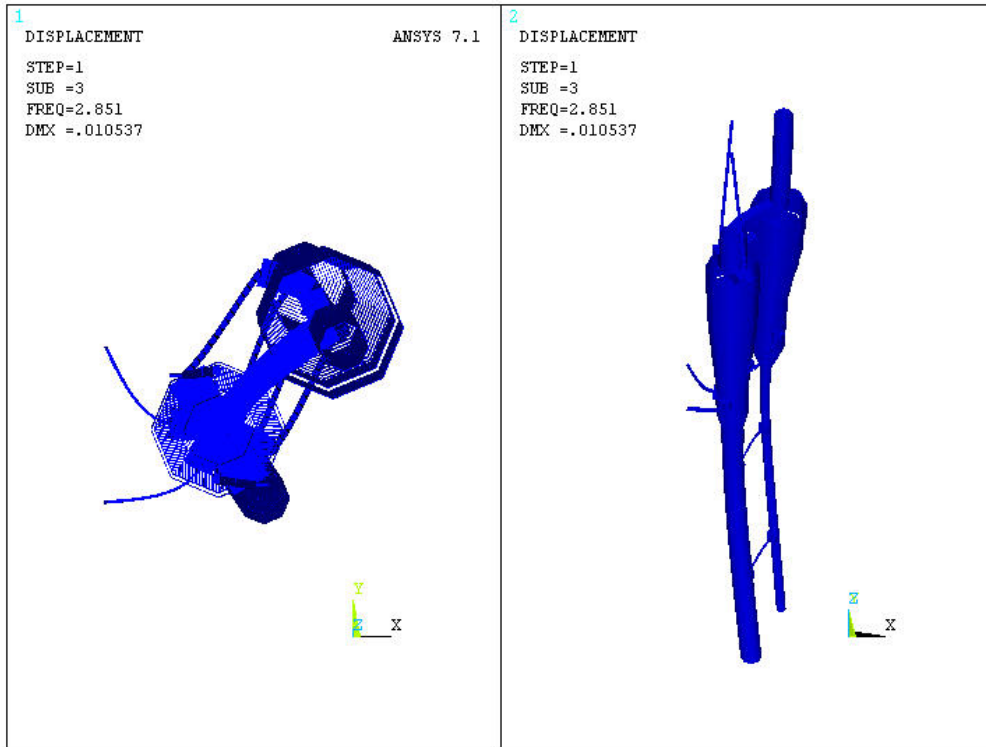 1
DISPLACEMENT
ANSYS 7.1
STEP=1
SUB =3
FREQ=2.851
DMX =.010537
Y
Z X
2
DISPLACEMENT
STEP=1
SUB =3
FREQ=2.851
DMX =.010537
Z
X